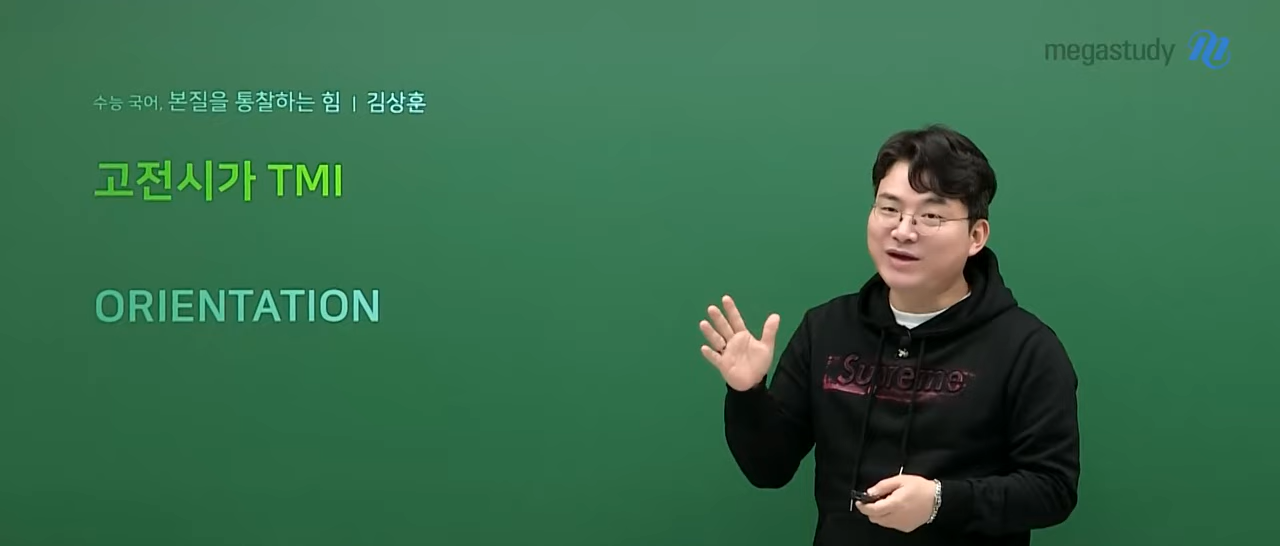 megastudy
수능 국어, 본질을 통찰하는 힘 | 김상훈
고전시가 TMI
ORIENTATION
Supreme